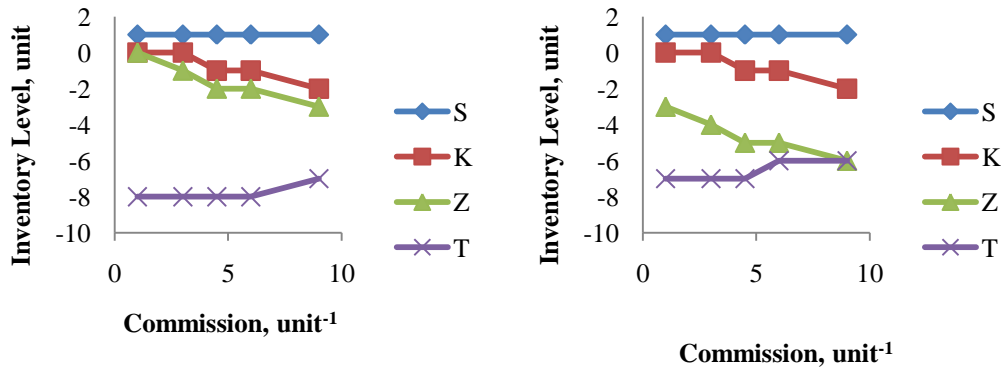 2
0
-2
-4
-6
-8
-10
0
5
10
Inventory Level, unit
Commission, unit⁻¹
S
K
Z
T
2
0
-2
-4
-6
-8
-10
0
5
10
Inventory Level, unit
Commission, unit⁻¹
S
K
Z
T